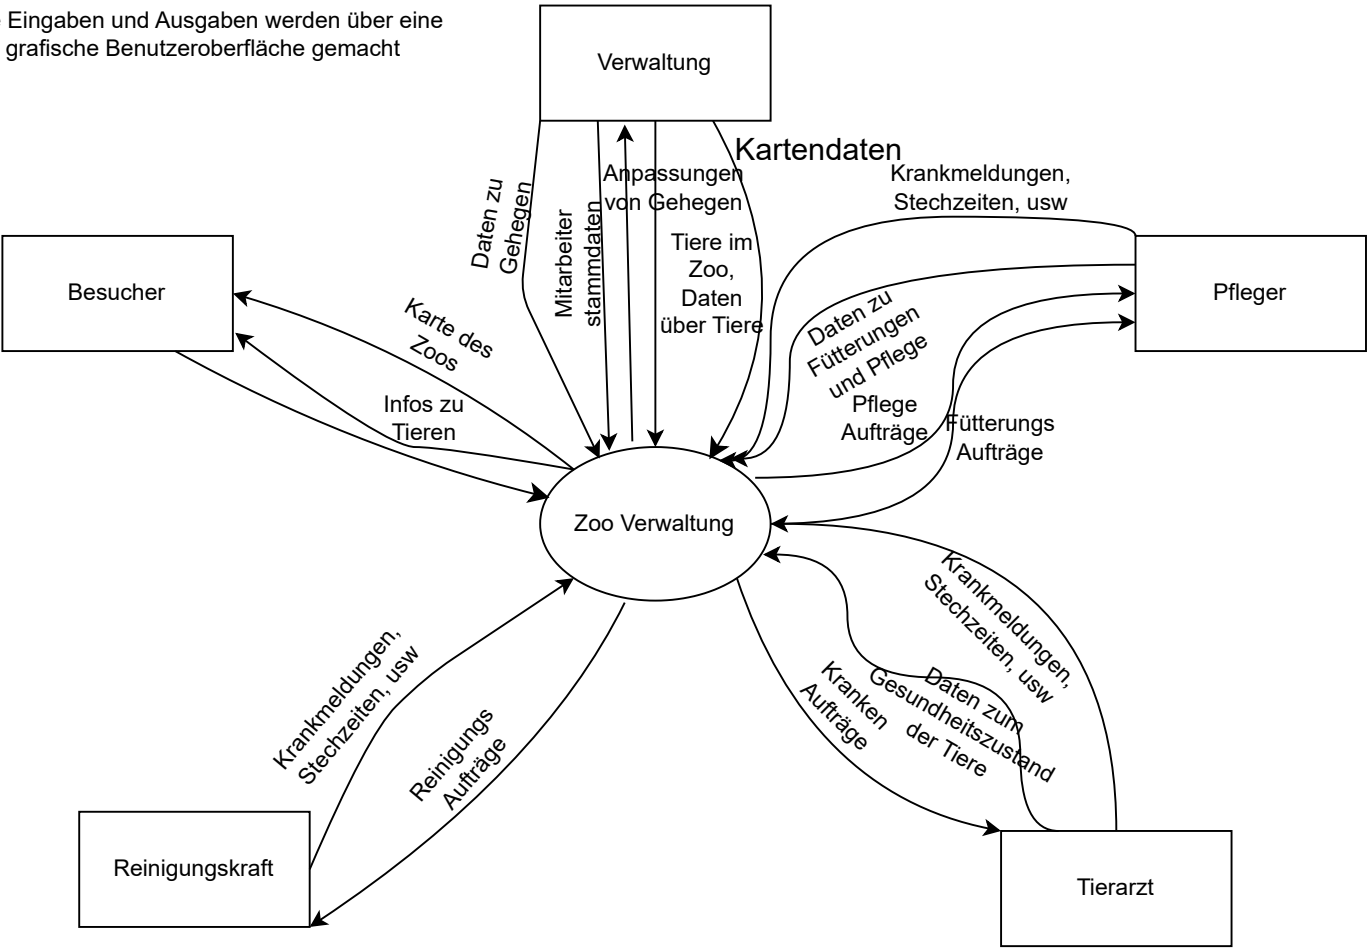 Eingaben und Ausgaben werden über eine
grafische Benutzeroberfläche gemacht
Verwaltung
Kartendaten
Krankmeldungen,
Stechzeiten, usw
Anpassungen
von Gehegen
Daten zu
Gehegen
Mitarbeiter
stammdaten
Tiere im
Zoo,
Daten
über Tiere
Besucher
Pfleger
Karte des
Zoos
Daten zu
Fütterungen
und Pflege
Infos zu
Tieren
Pflege
Aufträge
Fütterungs
Aufträge
Zoo Verwaltung
Krankmeldungen,
Stechzeiten, usw
Krankmeldungen,
Stechzeiten, usw
Reinigungs
Aufträge
Kranken
Aufträge
Daten zum
Gesundheitszustand
der Tiere
Reinigungskraft
Tierarzt